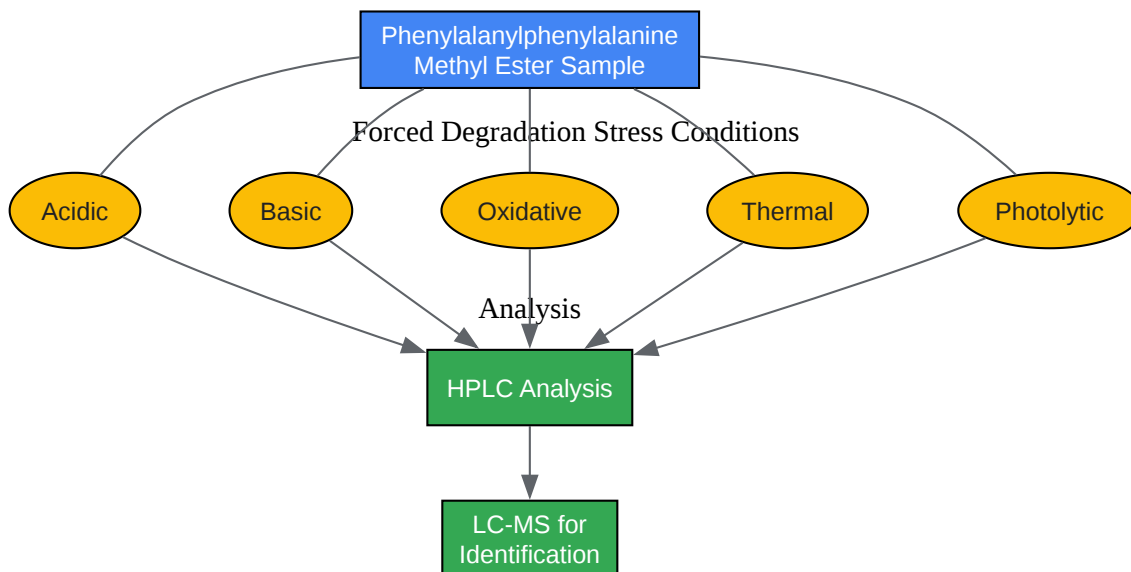 Phenylalanylphenylalanine
Methyl Ester Sample
Forced Degradation Stress Conditions
Acidic
Basic
Oxidative
Thermal
Photolytic
Analysis
HPLC Analysis
LC-MS for
Identification